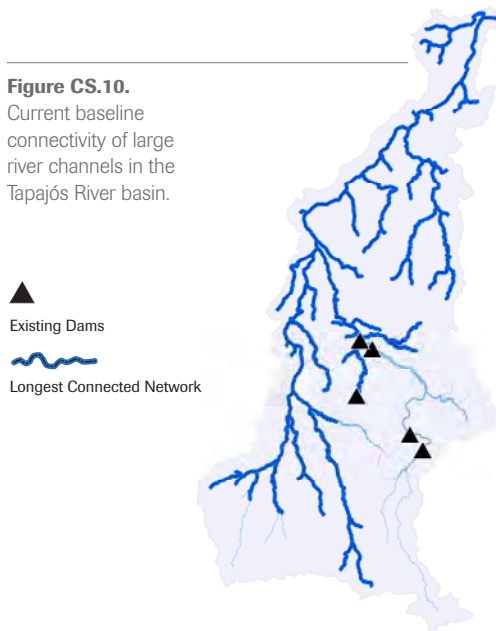 Figure CS.10.
Current baseline
connectivity of large
river channels in the
Tapajós River basin.
Existing Dams
Longest Connected Network